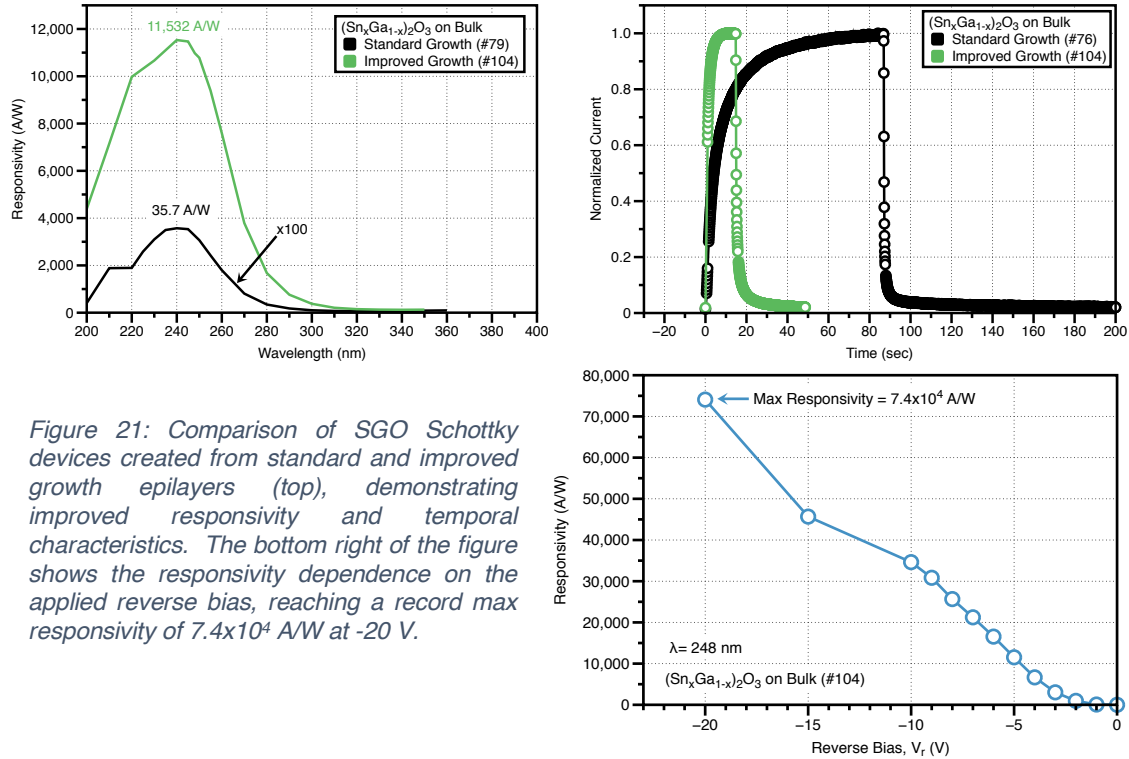 11,532 A/W
(SnxGa1-x)2O3 on Bulk
Standard Growth (#79)
Improved Growth (#104)
12,000
10,000
8,000
6,000
4,000
2,000
0
Responsivity (A/W)
35.7 A/W
x100
200 220 240 260 280 300 320 340 360 380 400
Wavelength (nm)
(SnxGa1-x)2O3 on Bulk
Standard Growth (#76)
Improved Growth (#104)
1.0
0.8
0.6
0.4
0.2
0
Normalized Current
−20 0 20 40 60 80 100 120 140 160 180 200
Time (sec)
Figure 21: Comparison of SGO Schottky
devices created from standard and improved
growth epilayers (top), demonstrating
improved responsivity and temporal
characteristics. The bottom right of the figure
shows the responsivity dependence on the
applied reverse bias, reaching a record max
responsivity of 7.4x10⁴ A/W at -20 V.
80,000
70,000
60,000
50,000
40,000
30,000
20,000
10,000
0
Responsivity (A/W)
Max Responsivity = 7.4x10⁴ A/W
λ= 248 nm
(SnxGa1-x)2O3 on Bulk (#104)
−20 −15 −10 −5 0
Reverse Bias, Vr (V)